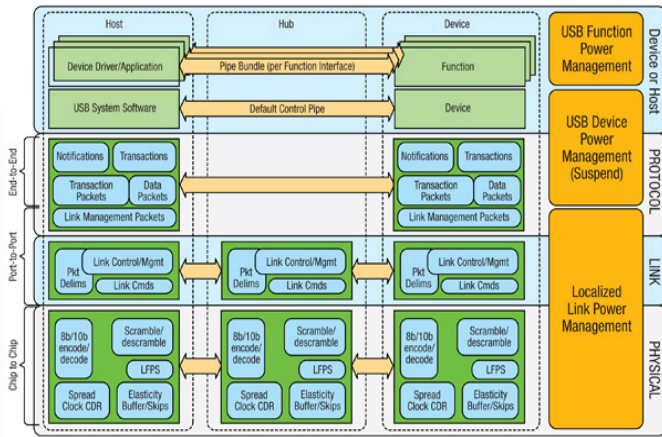 Host
Hub
Device
Device Driver/Application
Pipe Bundle (per Function Interface)
Function
USB System Software
Default Control Pipe
Device
USB Function
Power
Management
Device or Host
Notifications
Transactions
Transaction
Packets
Data
Packets
Link Management Packets
Notifications
Transactions
Transaction
Packets
Data
Packets
Link Management Packets
USB Device
Power
Management
(Suspend)
PROTOCOL
End-to-End
Port-to-Port
Pkt
Delims
Link Control/Mgmt
Link Cmds
Pkt
Delims
Link Control/Mgmt
Link Cmds
Pkt
Delims
Link Control/Mgmt
Link Cmds
Localized
Link Power
Management
LINK
Chip to Chip
8b/10b
encode/
decode
Scramble/
descramble
LFPS
Spread
Clock CDR
Elasticity
Buffer/Skips
8b/10b
encode/
decode
Scramble/
descramble
LFPS
Spread
Clock CDR
Elasticity
Buffer/Skips
8b/10b
encode/
decode
Scramble/
descramble
LFPS
Spread
Clock CDR
Elasticity
Buffer/Skips
PHYSICAL